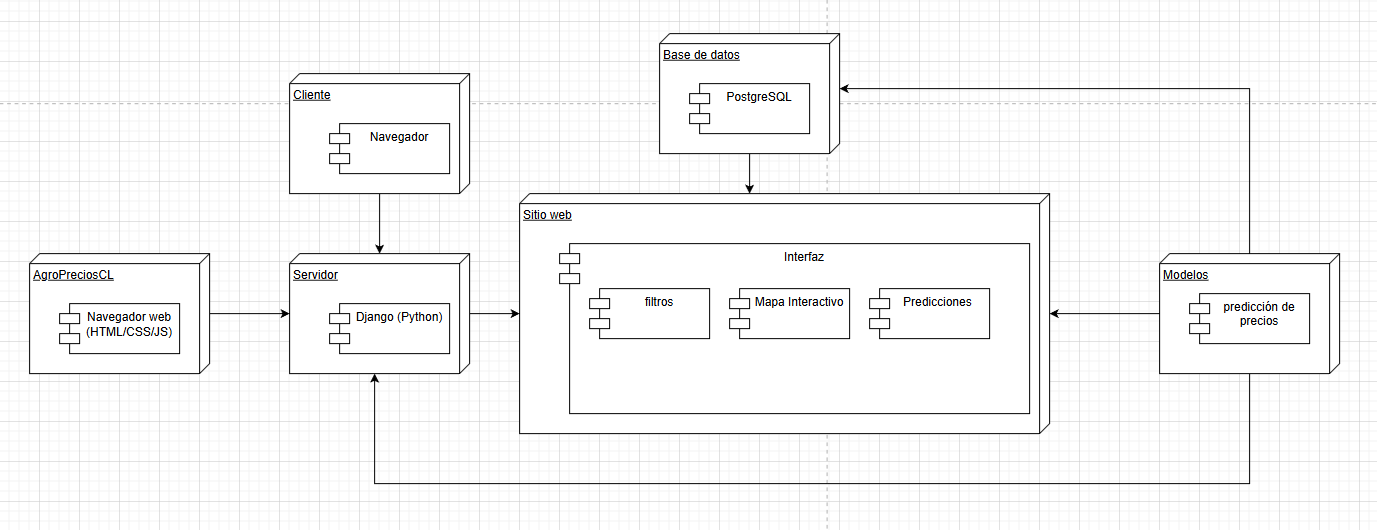 Base de datos
PostgreSQL
Cliente
Navegador
Sitio web
Interfaz
filtros
Mapa Interactivo
Predicciones
AgroPreciosCL
Navegador web
(HTML/CSS/JS)
Servidor
Django (Python)
Modelos
predicción de
precios